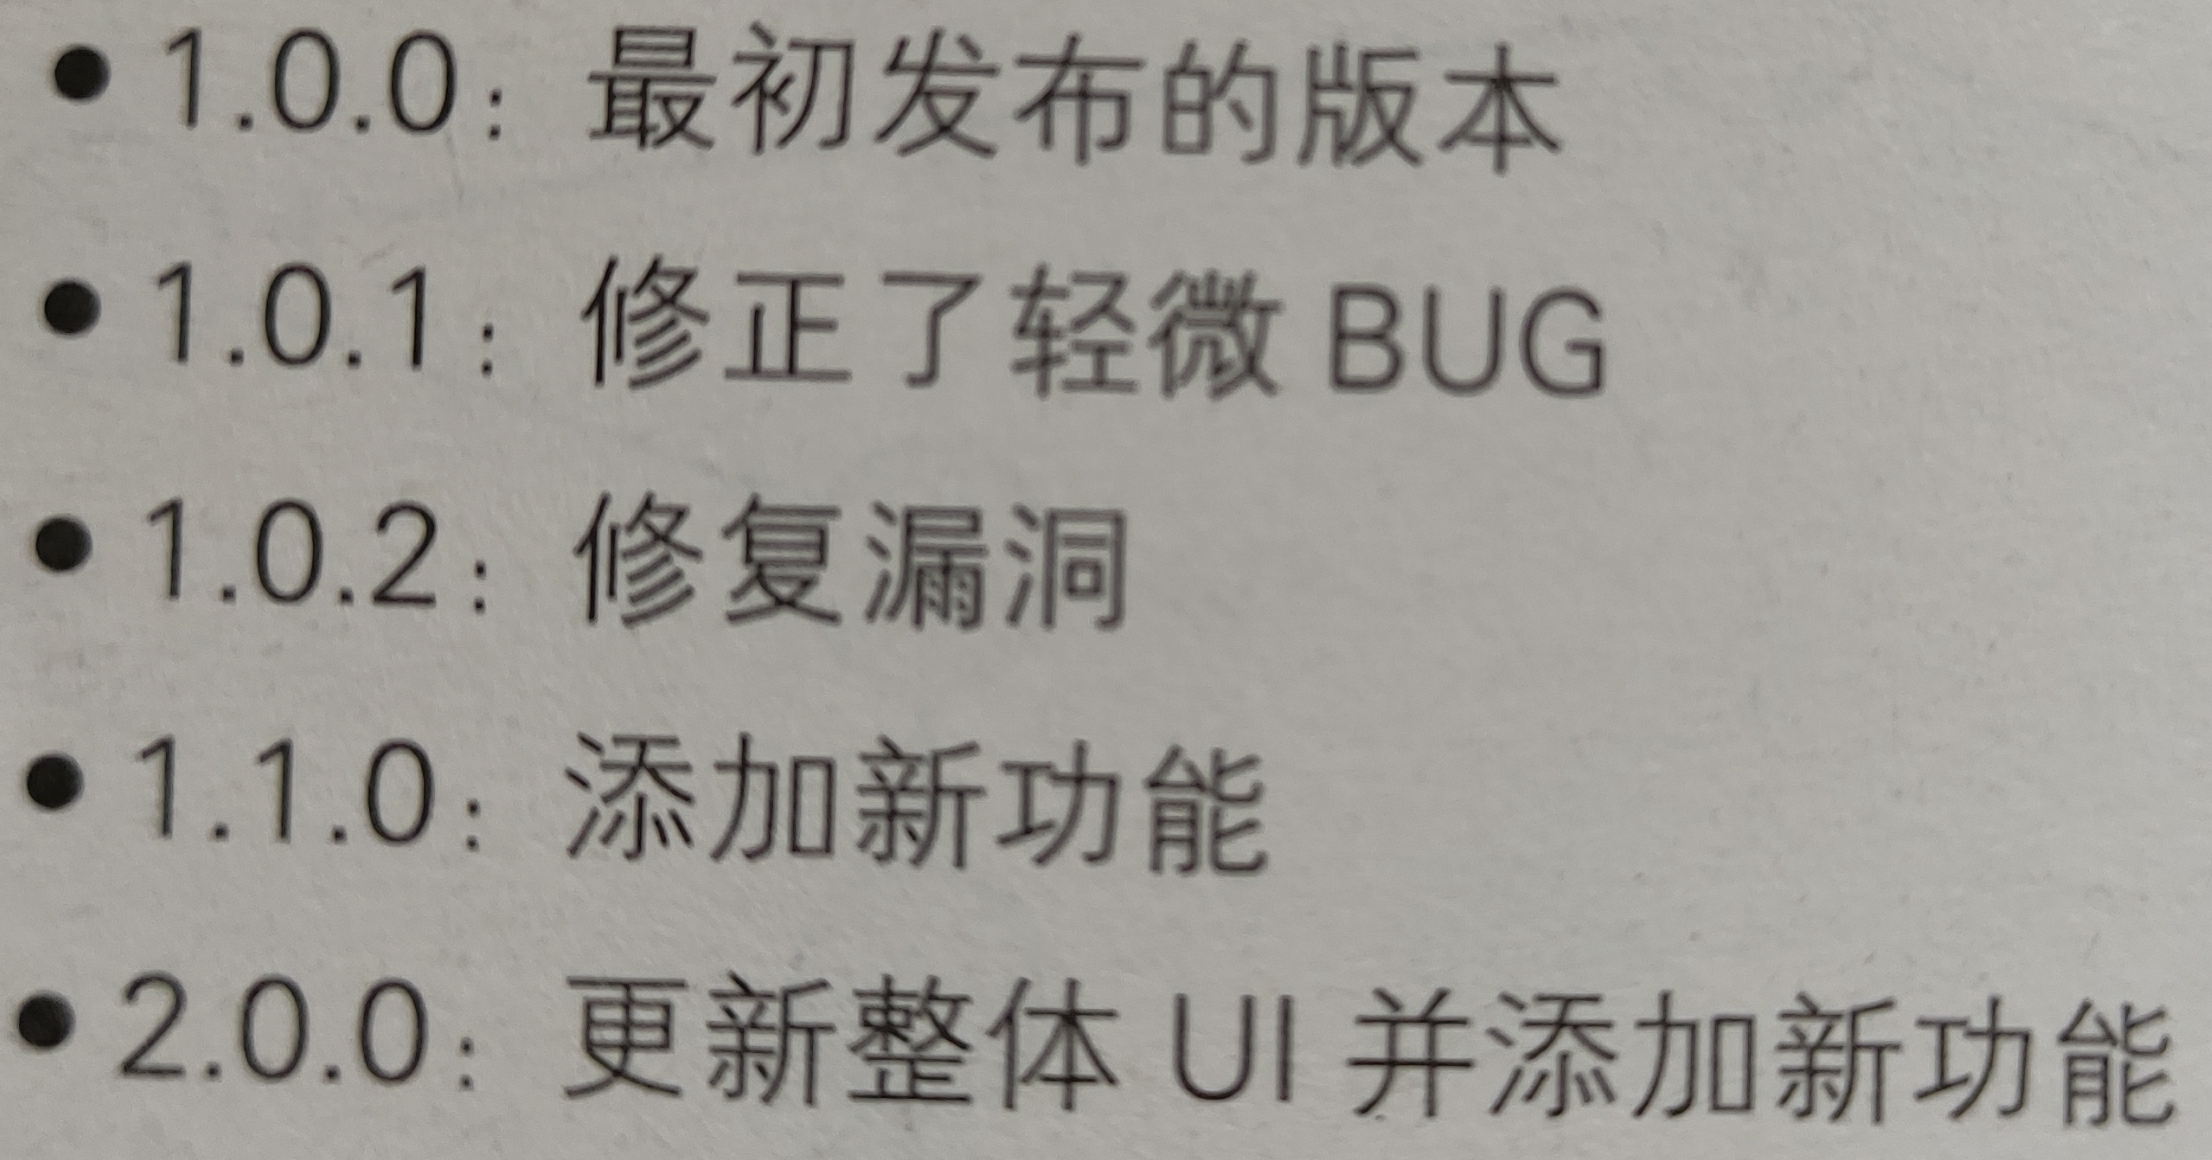 • 1.0.0：最初发布的版本
• 1.0.1：修正了轻微 BUG
• 1.0.2：修复漏洞
• 1.1.0：添加新功能
• 2.0.0：更新整体 UI 并添加新功能